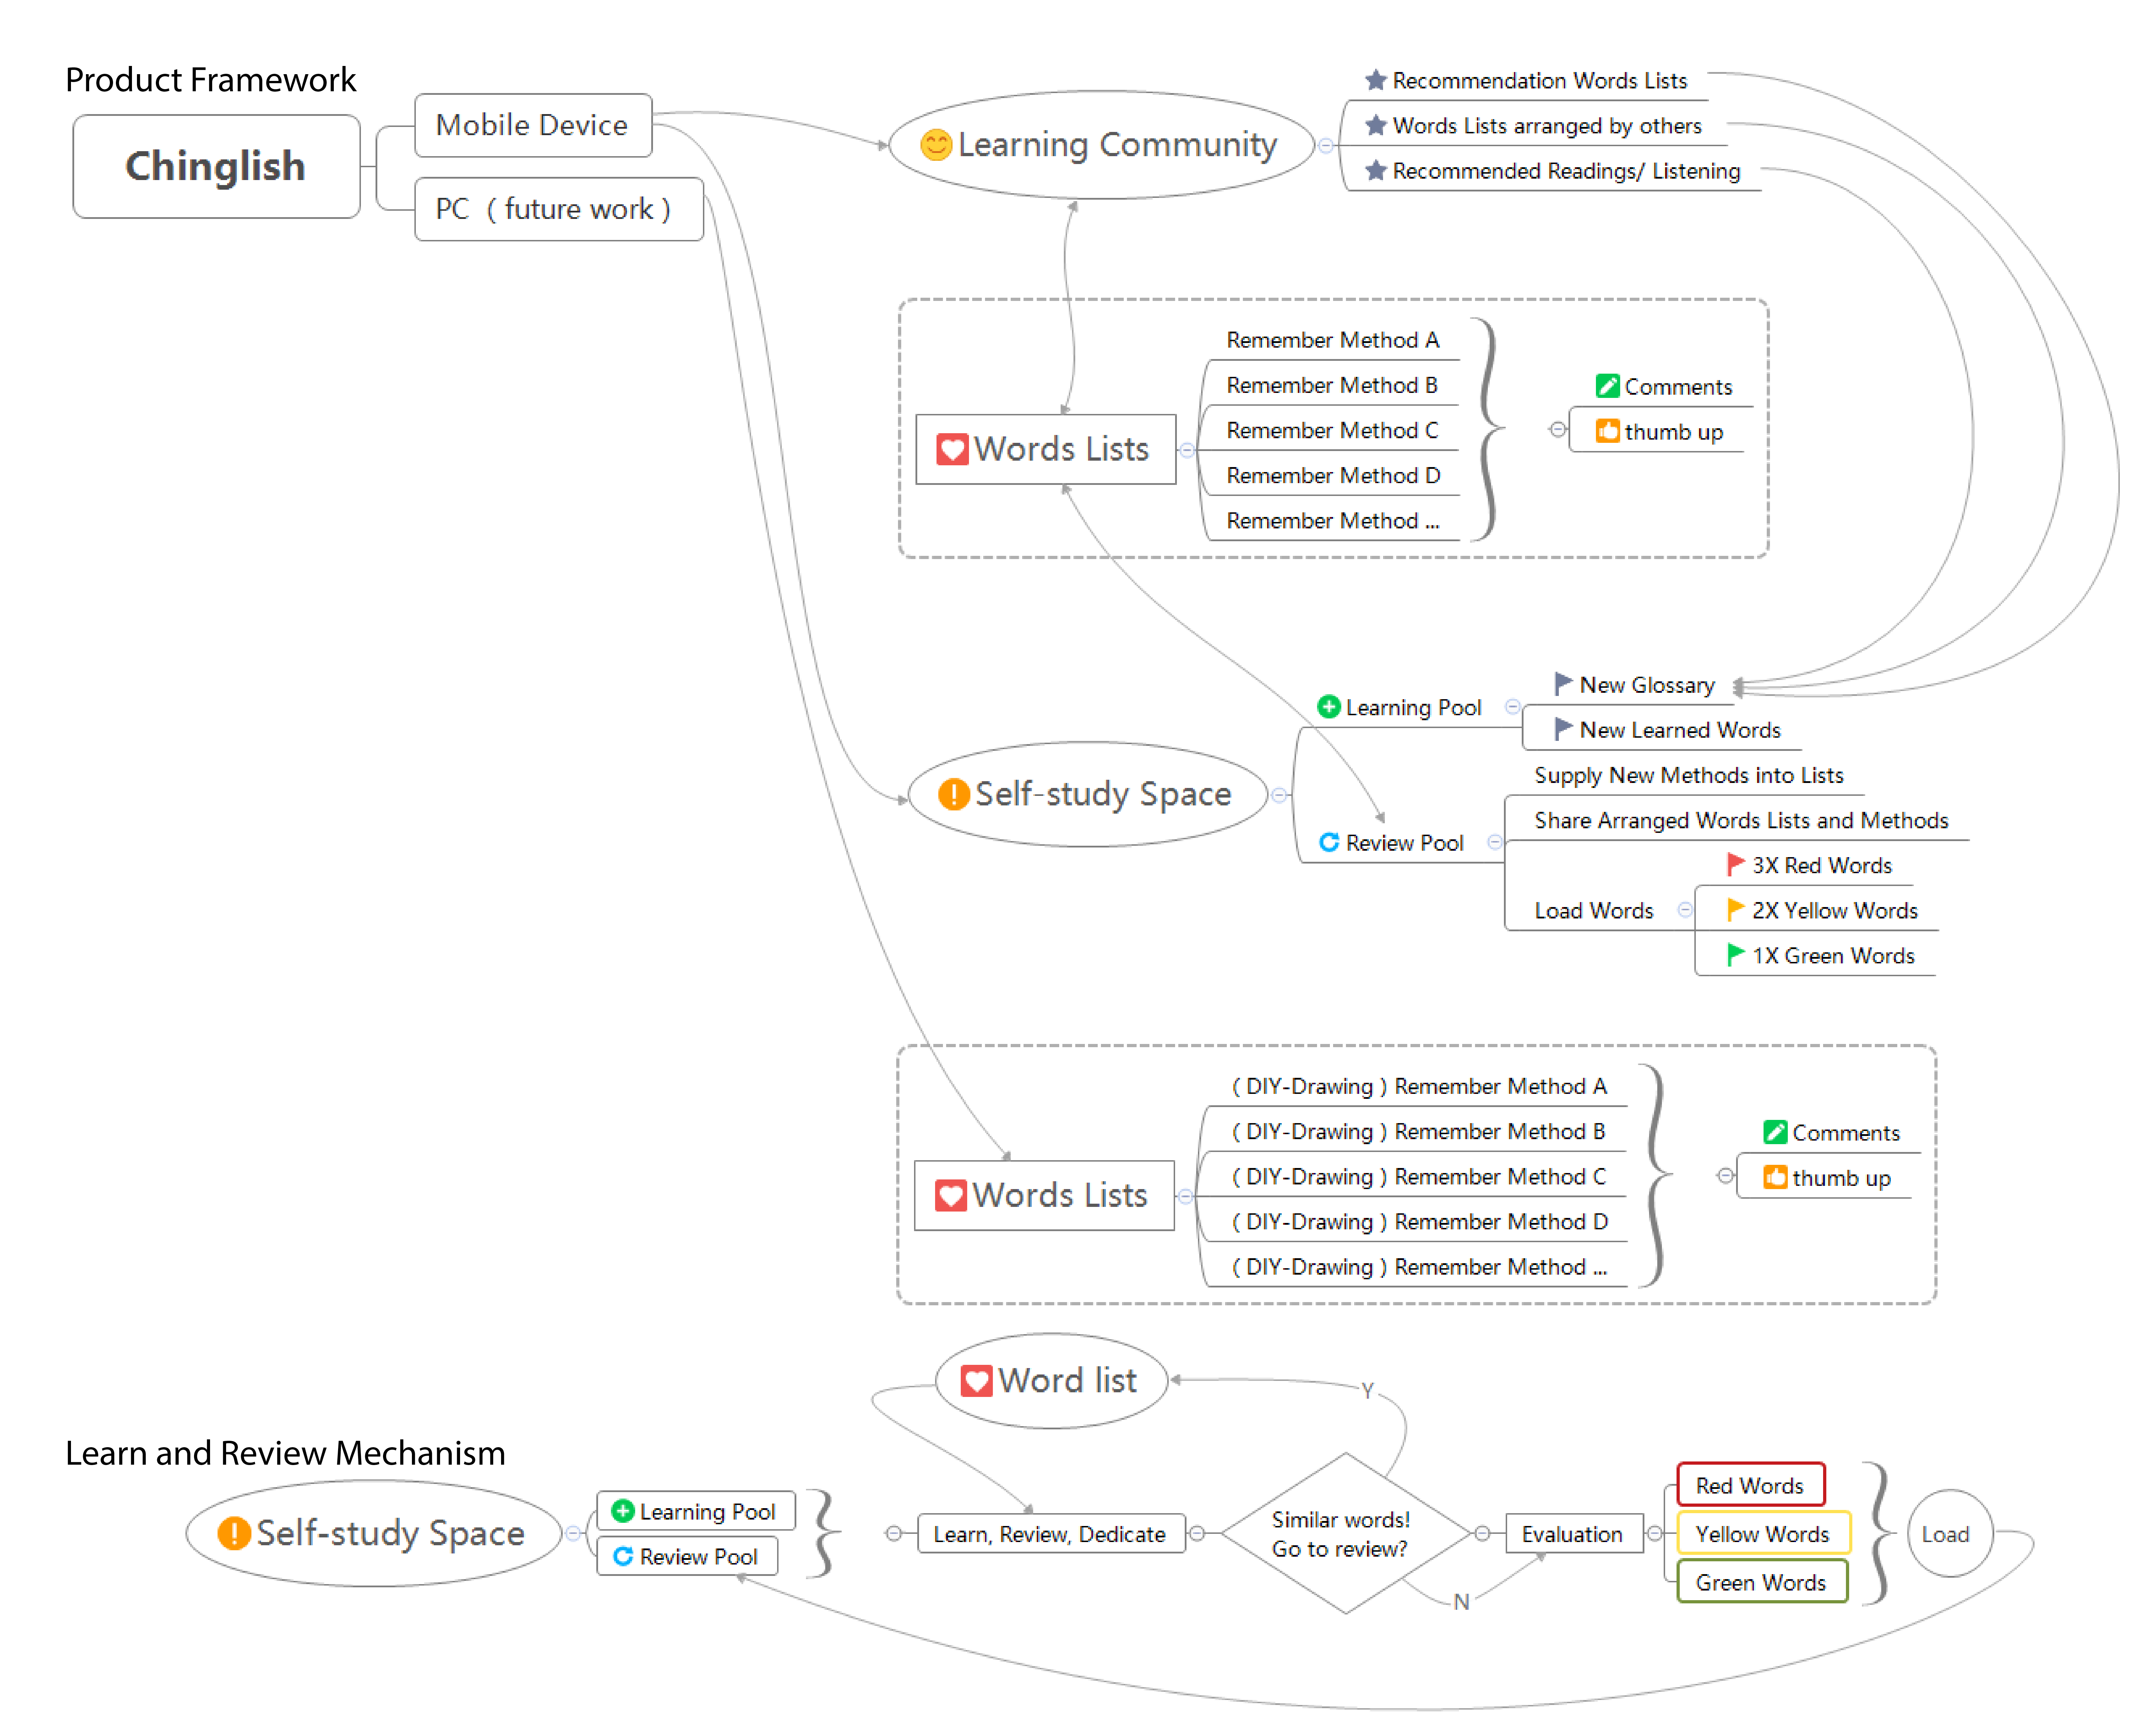 Product Framework
Chinglish
Mobile Device
PC ( future work )
Learning Community
Recommendation Words Lists
Words Lists arranged by others
Recommended Readings/ Listening
Words Lists
Remember Method A
Remember Method B
Remember Method C
Remember Method D
Remember Method ...
Comments
thumb up
Self-study Space
Learning Pool
New Glossary
New Learned Words
Review Pool
Supply New Methods into Lists
Share Arranged Words Lists and Methods
Load Words
3X Red Words
2X Yellow Words
1X Green Words
Words Lists
( DIY-Drawing ) Remember Method A
( DIY-Drawing ) Remember Method B
( DIY-Drawing ) Remember Method C
( DIY-Drawing ) Remember Method D
( DIY-Drawing ) Remember Method ...
Comments
thumb up
Learn and Review Mechanism
Self-study Space
Learning Pool
Review Pool
Word list
Learn, Review, Dedicate
Similar words!
Go to review?
Y
N
Evaluation
Red Words
Yellow Words
Green Words
Load